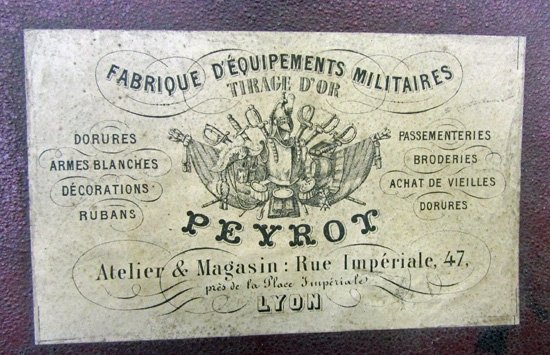 FABRIQUE D'ÉQUIPEMENTS MILITAIRES
TIRAGE D'OR
DORURES
ARMES BLANCHES
DÉCORATIONS
RUBANS
PASSEMENTERIES
BRODERIES
ACHAT DE VIEILLES
DORURES
PEYROT
Atelier & Magasin : Rue Impériale, 47,
près de la Place Impériale
LYON